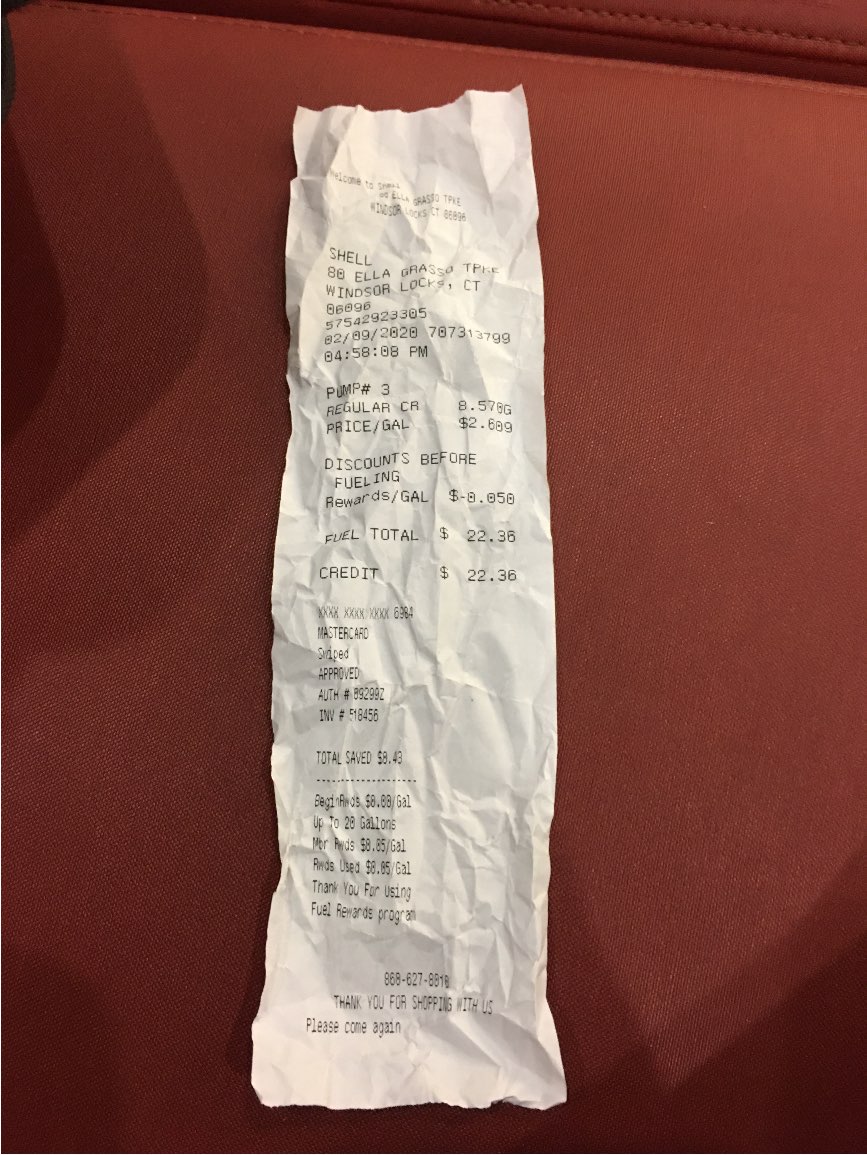 Welcome to Shell
80 ELLA GRASSO TPKE
WINDSOR LOCKS CT 06096
SHELL
80 ELLA GRASSO TPKE
WINDSOR LOCKS, CT
06096
57542923305
02/09/2020 707313799
04:58:08 PM
PUMP# 3
REGULAR CR 8.570G
PRICE/GAL $2.609
DISCOUNTS BEFORE
FUELING
Rewards/GAL $-0.050
FUEL TOTAL $ 22.36
CREDIT $ 22.36
XXXX XXXX XXXX 6984
MASTERCARD
Swiped
APPROVED
AUTH # 09299Z
INV # 518456
TOTAL SAVED $0.43
--------------------
BeginRwds $0.00/Gal
Up To 20 Gallons
Mbr Rwds $0.05/Gal
Rwds Used $0.05/Gal
Thank You For Using
Fuel Rewards program
860-627-8010
THANK YOU FOR SHOPPING WITH US
Please come again